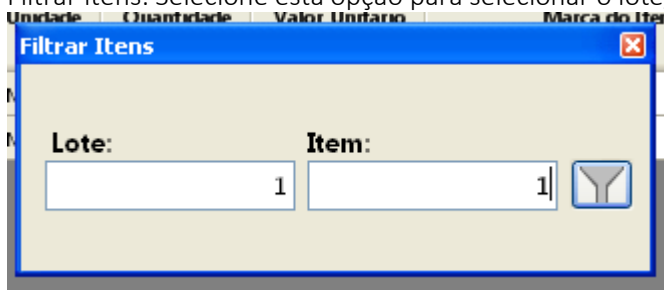 Filtrar Itens: Selecione esta opção para selecionar o lote
Unidade Quantidade Valor Unitário Marca do Ite
Filtrar Itens
Lote: Item:
1 1